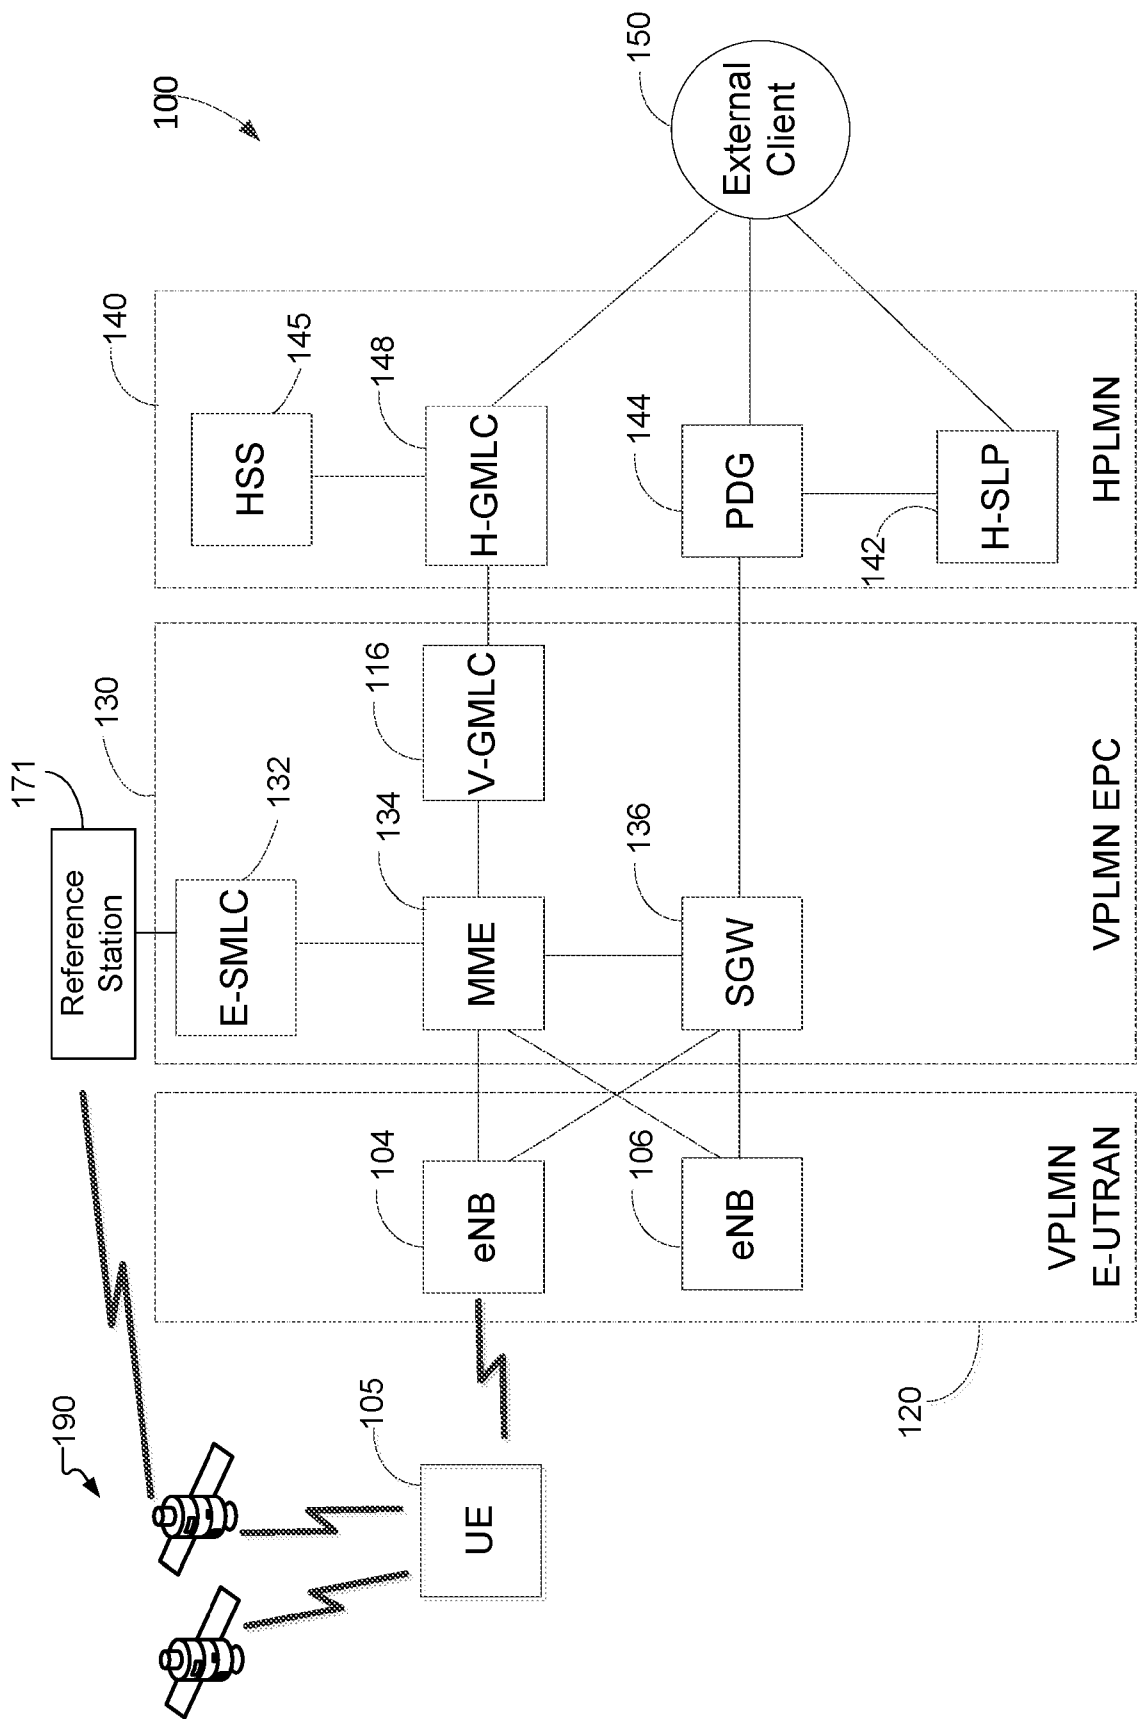 100
190
Reference
Station
171
130
140
E-SMLC
132
HSS
145
UE
105
eNB
104
MME
134
V-GMLC
116
H-GMLC
148
eNB
106
SGW
136
PDG
144
External
Client
150
H-SLP
142
VPLMN
E-UTRAN
120
VPLMN EPC
HPLMN